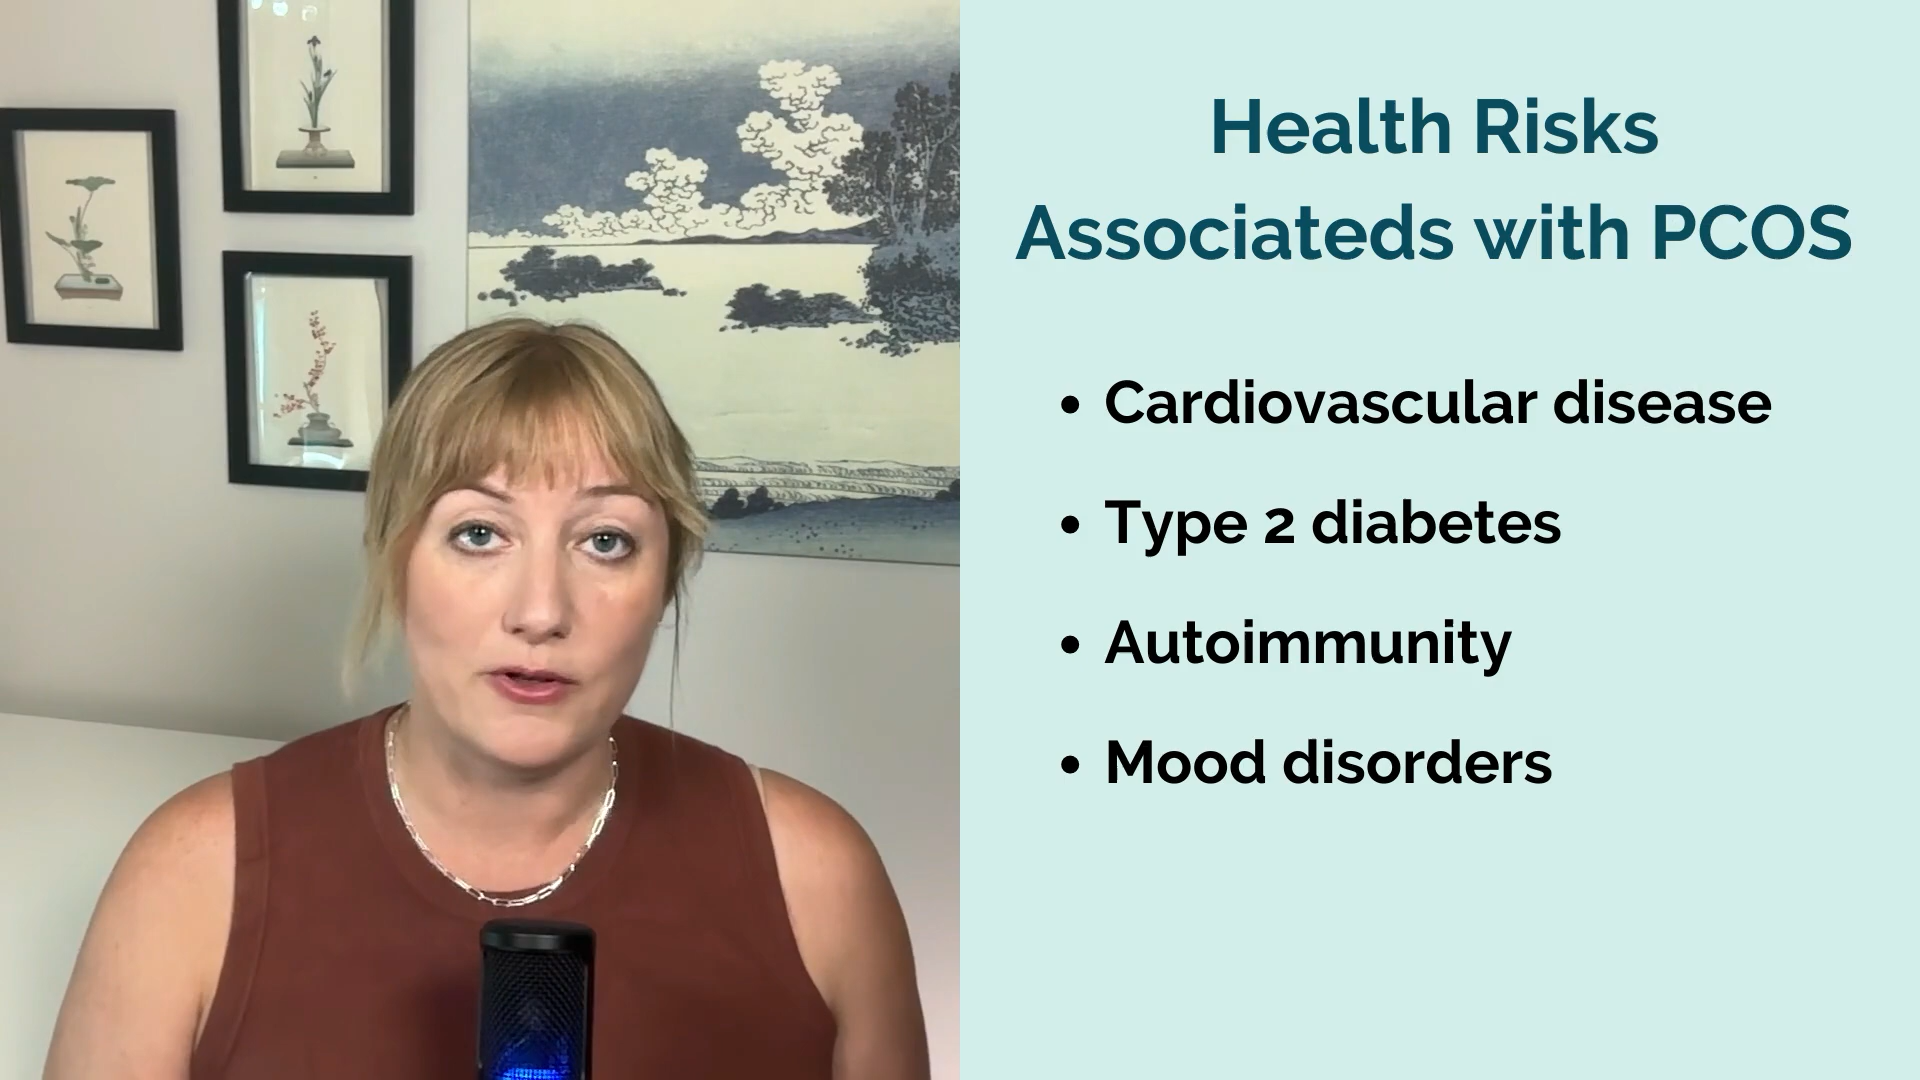 Health Risks
Associateds with PCOS
• Cardiovascular disease
• Type 2 diabetes
• Autoimmunity
• Mood disorders